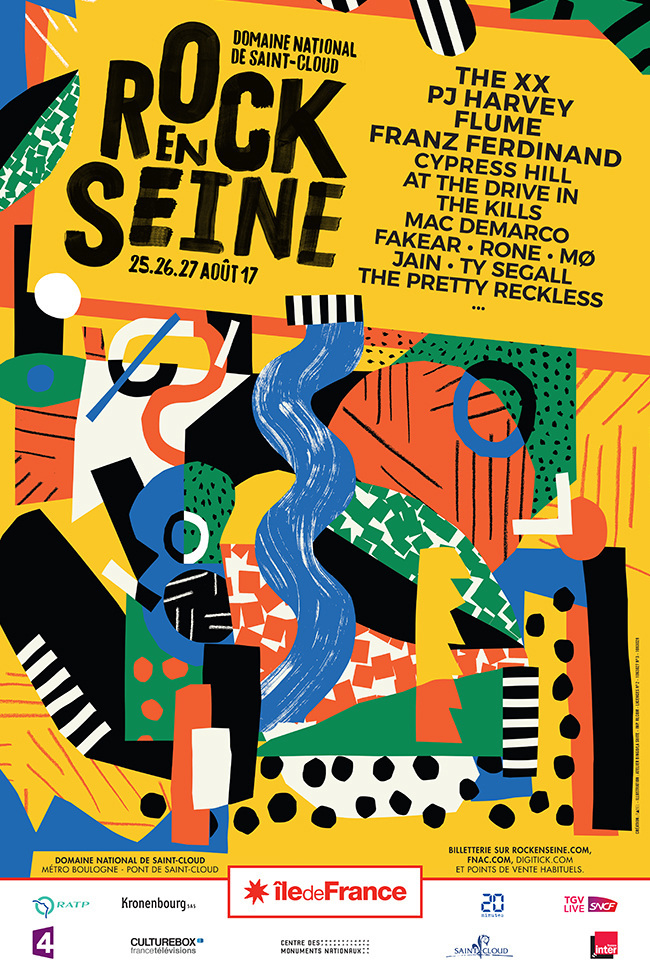 DOMAINE NATIONAL
DE SAINT-CLOUD
ROCK
EN
SEINE
25.26.27 AOÛT 17
THE XX
PJ HARVEY
FLUME
FRANZ FERDINAND
CYPRESS HILL
AT THE DRIVE IN
THE KILLS
MAC DEMARCO
FAKEAR • RONE • MØ
JAIN • TY SEGALL
THE PRETTY RECKLESS
...
DOMAINE NATIONAL DE SAINT-CLOUD
MÉTRO BOULOGNE - PONT DE SAINT-CLOUD
BILLETTERIE SUR ROCKENSEINE.COM,
FNAC.COM, DIGITICK.COM
ET POINTS DE VENTE HABITUELS.
îledeFrance
RATP
Kronenbourg SAS
20
minutes
TGV
LIVE
SNCF
4
CULTUREBOX
francetélévisions
CENTRE DES
MONUMENTS NATIONAUX
SAINT CLOUD
inter